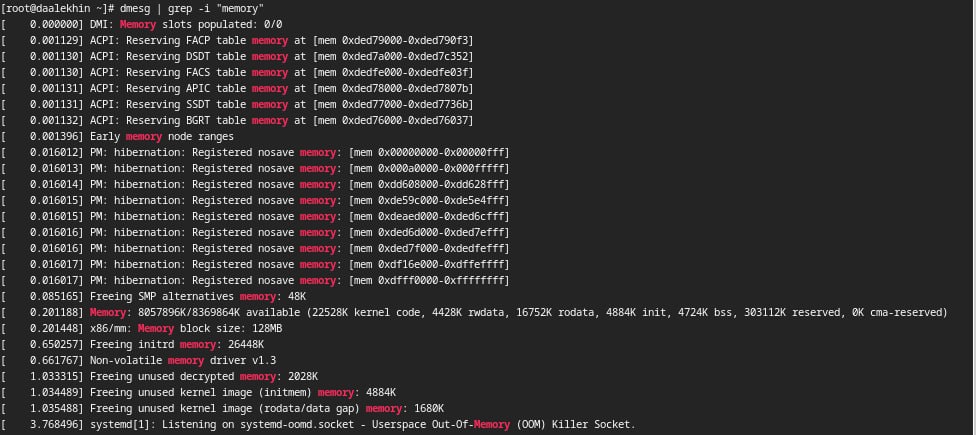 [root@daalekhin ~]# dmesg | grep -i "memory"
[    0.000000] DMI: Memory slots populated: 0/0
[    0.001129] ACPI: Reserving FACP table memory at [mem 0xded79000-0xded790f3]
[    0.001130] ACPI: Reserving DSDT table memory at [mem 0xded7a000-0xded7c352]
[    0.001130] ACPI: Reserving FACS table memory at [mem 0xdedfe000-0xdedfe03f]
[    0.001131] ACPI: Reserving APIC table memory at [mem 0xded78000-0xded7807b]
[    0.001131] ACPI: Reserving SSDT table memory at [mem 0xded77000-0xded7736b]
[    0.001132] ACPI: Reserving BGRT table memory at [mem 0xded76000-0xded76037]
[    0.001396] Early memory node ranges
[    0.016012] PM: hibernation: Registered nosave memory: [mem 0x00000000-0x00000fff]
[    0.016013] PM: hibernation: Registered nosave memory: [mem 0x000a0000-0x000fffff]
[    0.016014] PM: hibernation: Registered nosave memory: [mem 0xdd608000-0xdd628fff]
[    0.016015] PM: hibernation: Registered nosave memory: [mem 0xde59c000-0xde5e4fff]
[    0.016015] PM: hibernation: Registered nosave memory: [mem 0xdeaed000-0xded6cfff]
[    0.016016] PM: hibernation: Registered nosave memory: [mem 0xded6d000-0xded7efff]
[    0.016016] PM: hibernation: Registered nosave memory: [mem 0xded7f000-0xdedfefff]
[    0.016017] PM: hibernation: Registered nosave memory: [mem 0xdf16e000-0xdffeffff]
[    0.016017] PM: hibernation: Registered nosave memory: [mem 0xdfff0000-0xffffffff]
[    0.085165] Freeing SMP alternatives memory: 48K
[    0.201188] Memory: 8057896K/8369864K available (22528K kernel code, 4428K rwdata, 16752K rodata, 4884K init, 4724K bss, 303112K reserved, 0K cma-reserved)
[    0.201448] x86/mm: Memory block size: 128MB
[    0.650257] Freeing initrd memory: 26448K
[    0.661767] Non-volatile memory driver v1.3
[    1.033315] Freeing unused decrypted memory: 2028K
[    1.034489] Freeing unused kernel image (initmem) memory: 4884K
[    1.035488] Freeing unused kernel image (rodata/data gap) memory: 1680K
[    3.768496] systemd[1]: Listening on systemd-oomd.socket - Userspace Out-Of-Memory (OOM) Killer Socket.